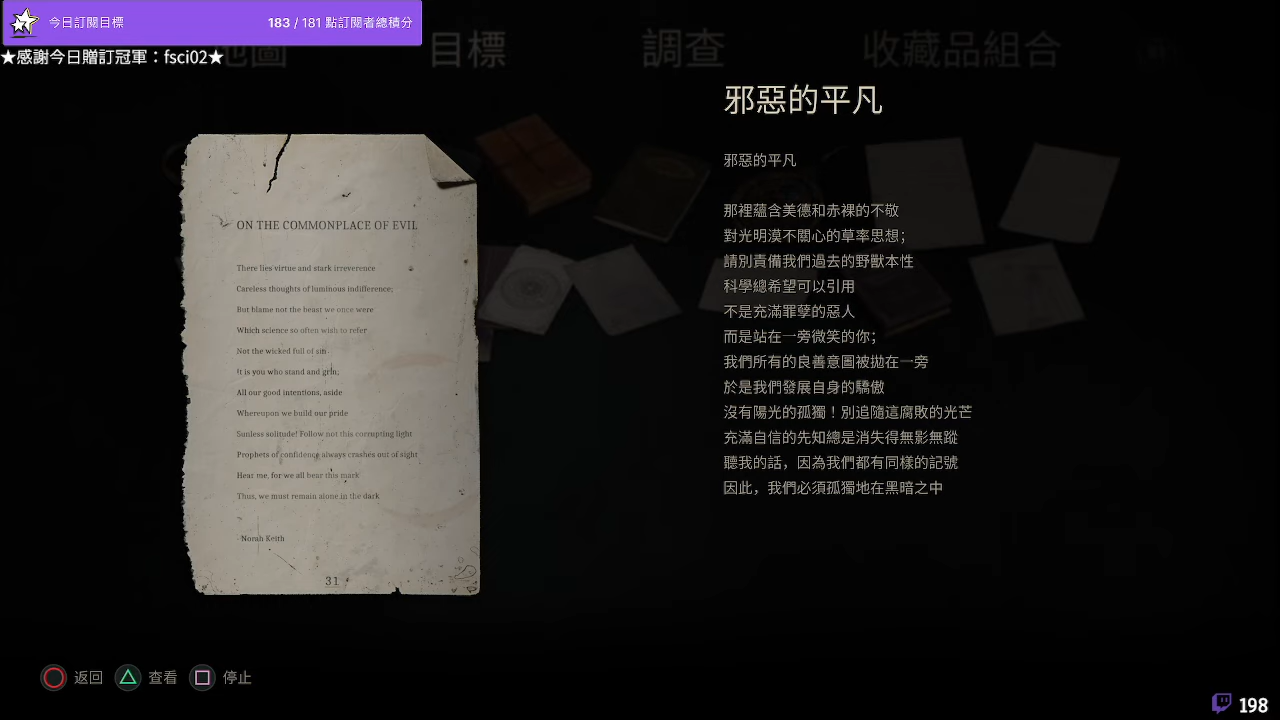 今日訂閱目標
183 / 181 點訂閱者總積分
★感謝今日贈訂冠軍：fsci02★
地圖
目標
調查
收藏品組合
ON THE COMMONPLACE OF EVIL
There lies virtue and stark irreverence
Careless thoughts of luminous indifference;
But blame not the beast we once were
Which science so often wish to refer
Not the wicked full of sin
It is you who stand and grin;
All our good intentions, aside
Whereupon we build our pride
Sunless solitude! Follow not this corrupting light
Prophets of confidence always crashes out of sight
Hear me, for we all bear this mark
Thus, we must remain alone in the dark
- Norah Keith
31
邪惡的平凡
邪惡的平凡
那裡蘊含美德和赤裸的不敬
對光明漠不關心的草率思想；
請別責備我們過去的野獸本性
科學總希望可以引用
不是充滿罪孽的惡人
而是站在一旁微笑的你；
我們所有的良善意圖被拋在一旁
於是我們發展自身的驕傲
沒有陽光的孤獨！別追隨這腐敗的光芒
充滿自信的先知總是消失得無影無蹤
聽我的話，因為我們都有同樣的記號
因此，我們必須孤獨地在黑暗之中
返回
查看
停止
198